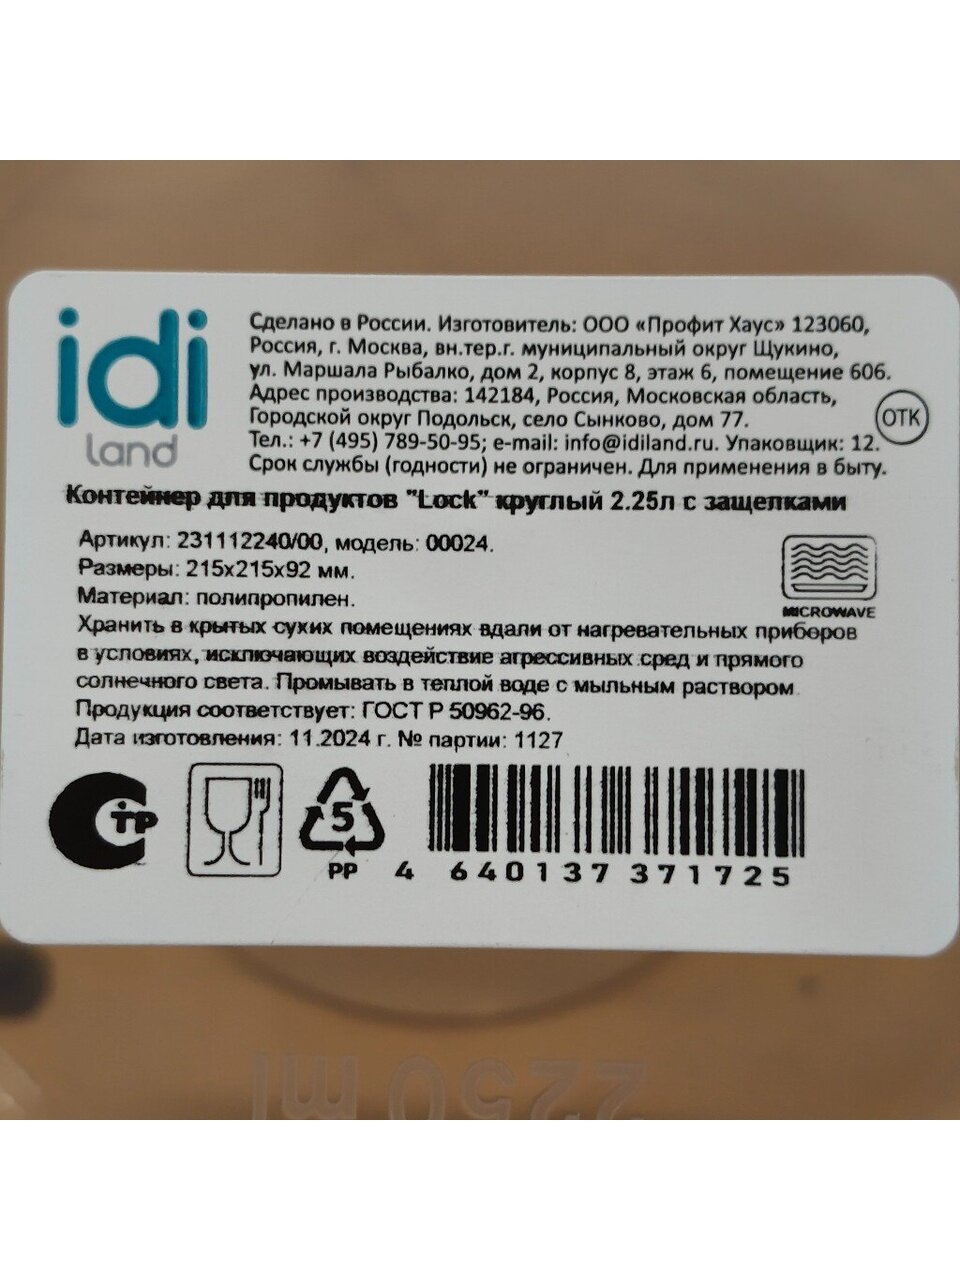 idi
land
Сделано в России. Изготовитель: ООО «Профит Хаус» 123060,
Россия, г. Москва, вн.тер.г. муниципальный округ Щукино,
ул. Маршала Рыбалко, дом 2, корпус 8, этаж 6, помещение 606.
Адрес производства: 142184, Россия, Московская область,
Городской округ Подольск, село Сынково, дом 77.
Тел.: +7 (495) 789-50-95; e-mail: info@idiland.ru. Упаковщик: 12.
Срок службы (годности) не ограничен. Для применения в быту.
ОТК
Контейнер для продуктов "Lock" круглый 2.25л с защелками
Артикул: 231112240/00, модель: 00024.
Размеры: 215х215х92 мм.
Материал: полипропилен.
MICROWAVE
Хранить в крытых сухих помещениях вдали от нагревательных приборов
в условиях, исключающих воздействие агрессивных сред и прямого
солнечного света. Промывать в теплой воде с мыльным раствором.
Продукция соответствует: ГОСТ Р 50962-96.
Дата изготовления: 11.2024 г. № партии: 1127
СТР
5
PP
4 640137 371725
2250 ml